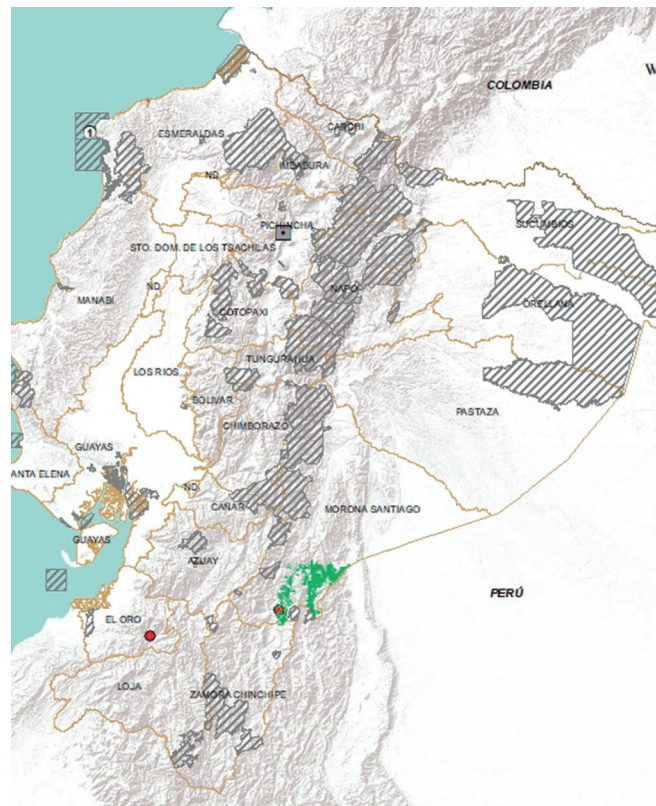 W
COLOMBIA
CARCHI
1
ESMERALDAS
IMBABURA
ND
SUCUMBIOS
PICHINCHA
STO. DOM. DE LOS TSACHILAS
ND
NAPO
MANABI
ORELLANA
COTOPAXI
TUNGURAHUA
LOS RIOS
BOLIVAR
PASTAZA
CHIMBORAZO
GUAYAS
ANTA ELENA
ND
CAÑAR
MORONA SANTIAGO
GUAYAS
AZUAY
PERÚ
EL ORO
LOJA
ZAMORA CHINCHIPE